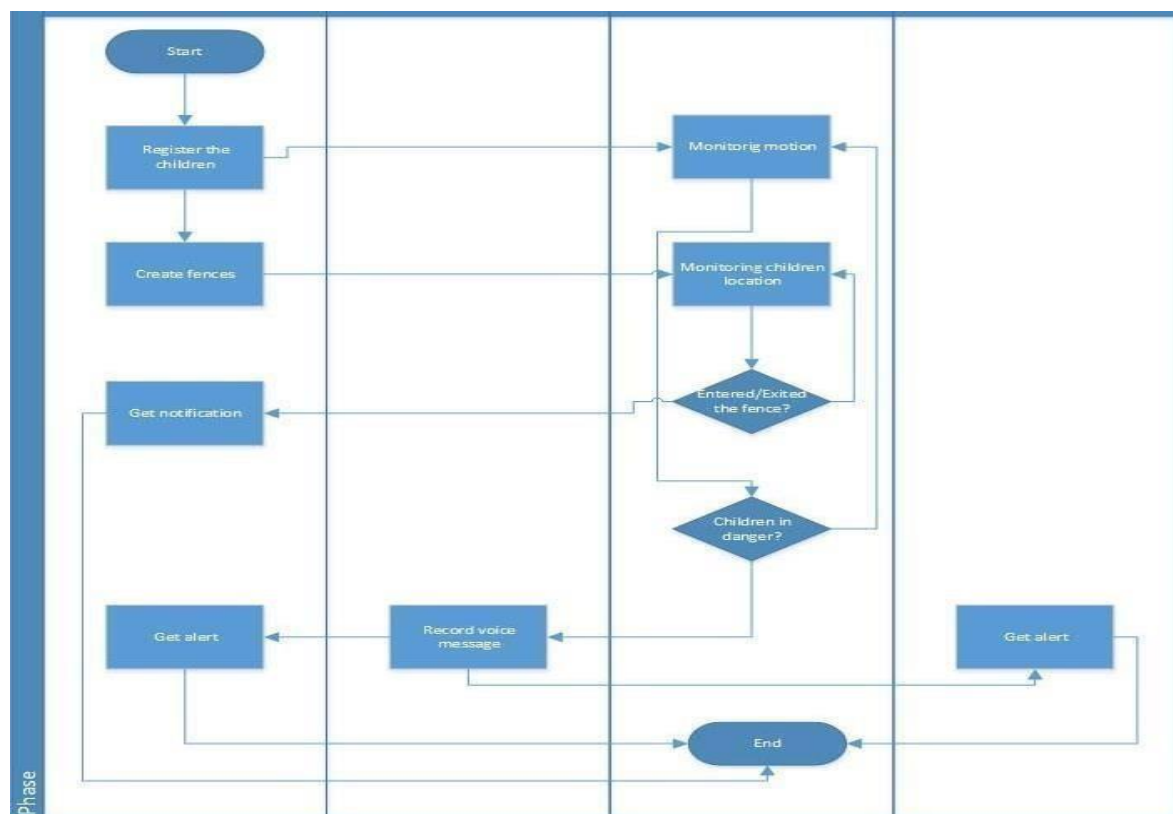 Start
Register the
children
Monitorig motion
Create fences
Monitoring children
location
Entered/Exited
the fence?
Get notification
Children in
danger?
Get alert
Record voice
message
Get alert
End
Phase